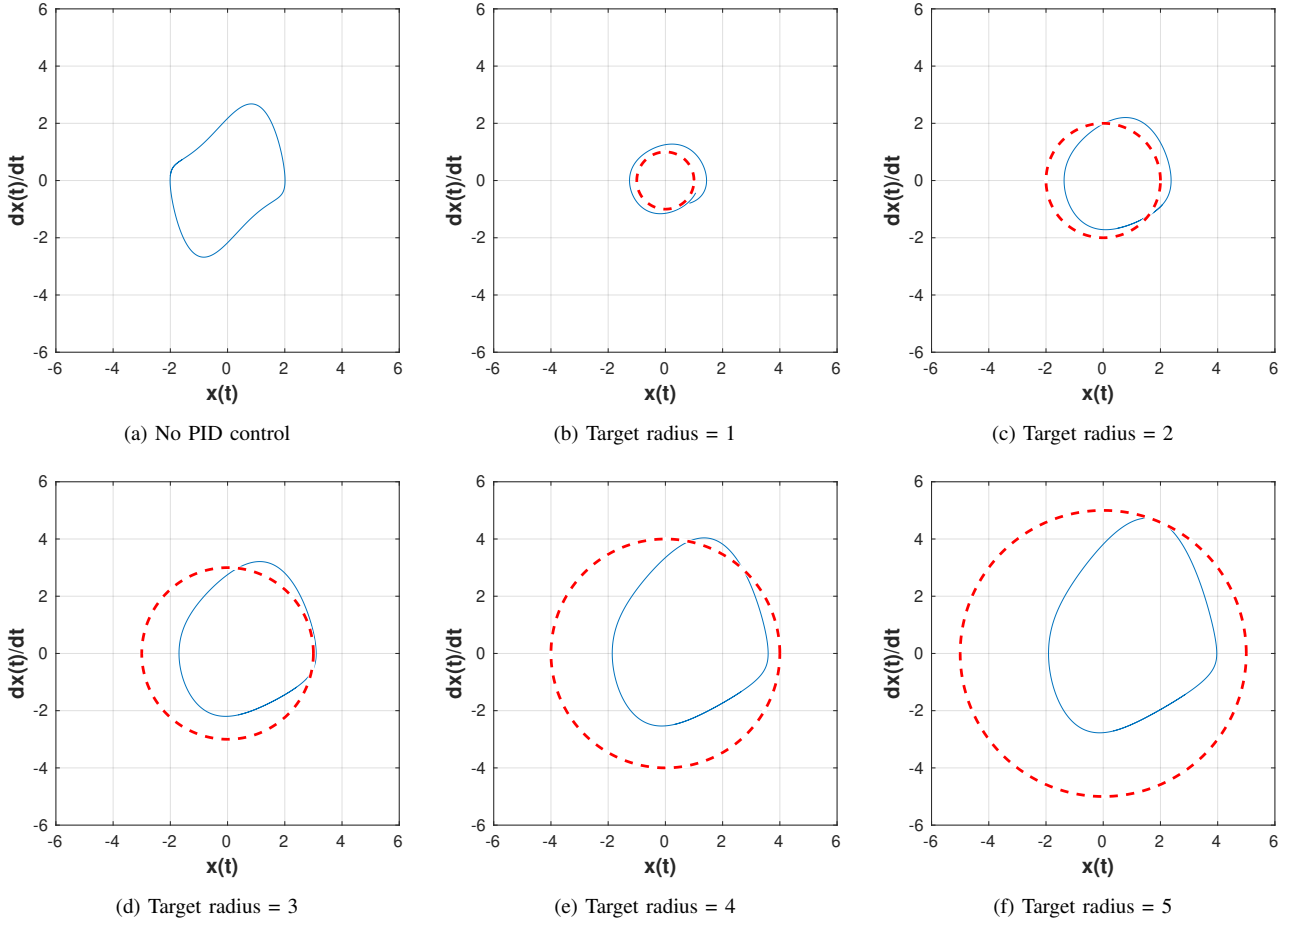 6
4
2
0
-2
-4
-6
-6 -4 -2 0 2 4 6
dx(t)/dt
x(t)
(a) No PID control
6
4
2
0
-2
-4
-6
-6 -4 -2 0 2 4 6
dx(t)/dt
x(t)
(b) Target radius = 1
6
4
2
0
-2
-4
-6
-6 -4 -2 0 2 4 6
dx(t)/dt
x(t)
(c) Target radius = 2
6
4
2
0
-2
-4
-6
-6 -4 -2 0 2 4 6
dx(t)/dt
x(t)
(d) Target radius = 3
6
4
2
0
-2
-4
-6
-6 -4 -2 0 2 4 6
dx(t)/dt
x(t)
(e) Target radius = 4
6
4
2
0
-2
-4
-6
-6 -4 -2 0 2 4 6
dx(t)/dt
x(t)
(f) Target radius = 5